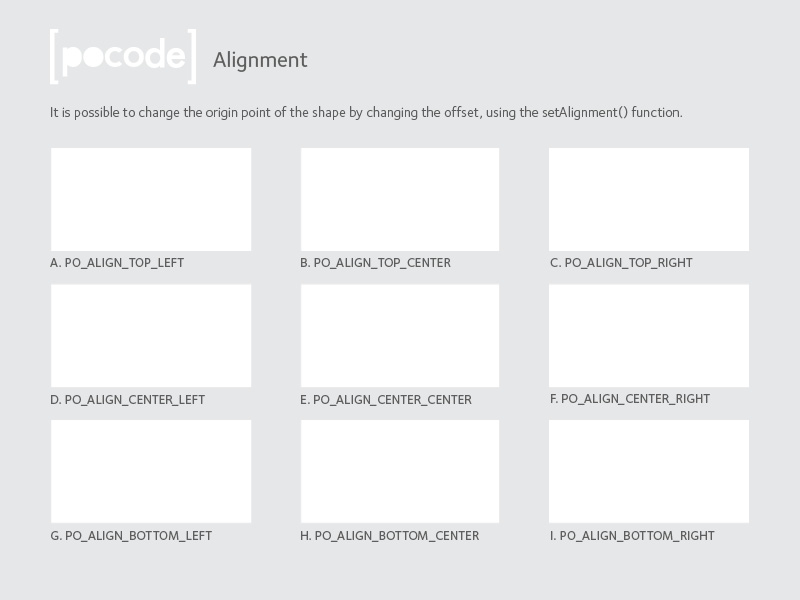 [pocode] Alignment
It is possible to change the origin point of the shape by changing the offset, using the setAlignment() function.
A. PO_ALIGN_TOP_LEFT
B. PO_ALIGN_TOP_CENTER
C. PO_ALIGN_TOP_RIGHT
D. PO_ALIGN_CENTER_LEFT
E. PO_ALIGN_CENTER_CENTER
F. PO_ALIGN_CENTER_RIGHT
G. PO_ALIGN_BOTTOM_LEFT
H. PO_ALIGN_BOTTOM_CENTER
I. PO_ALIGN_BOTTOM_RIGHT